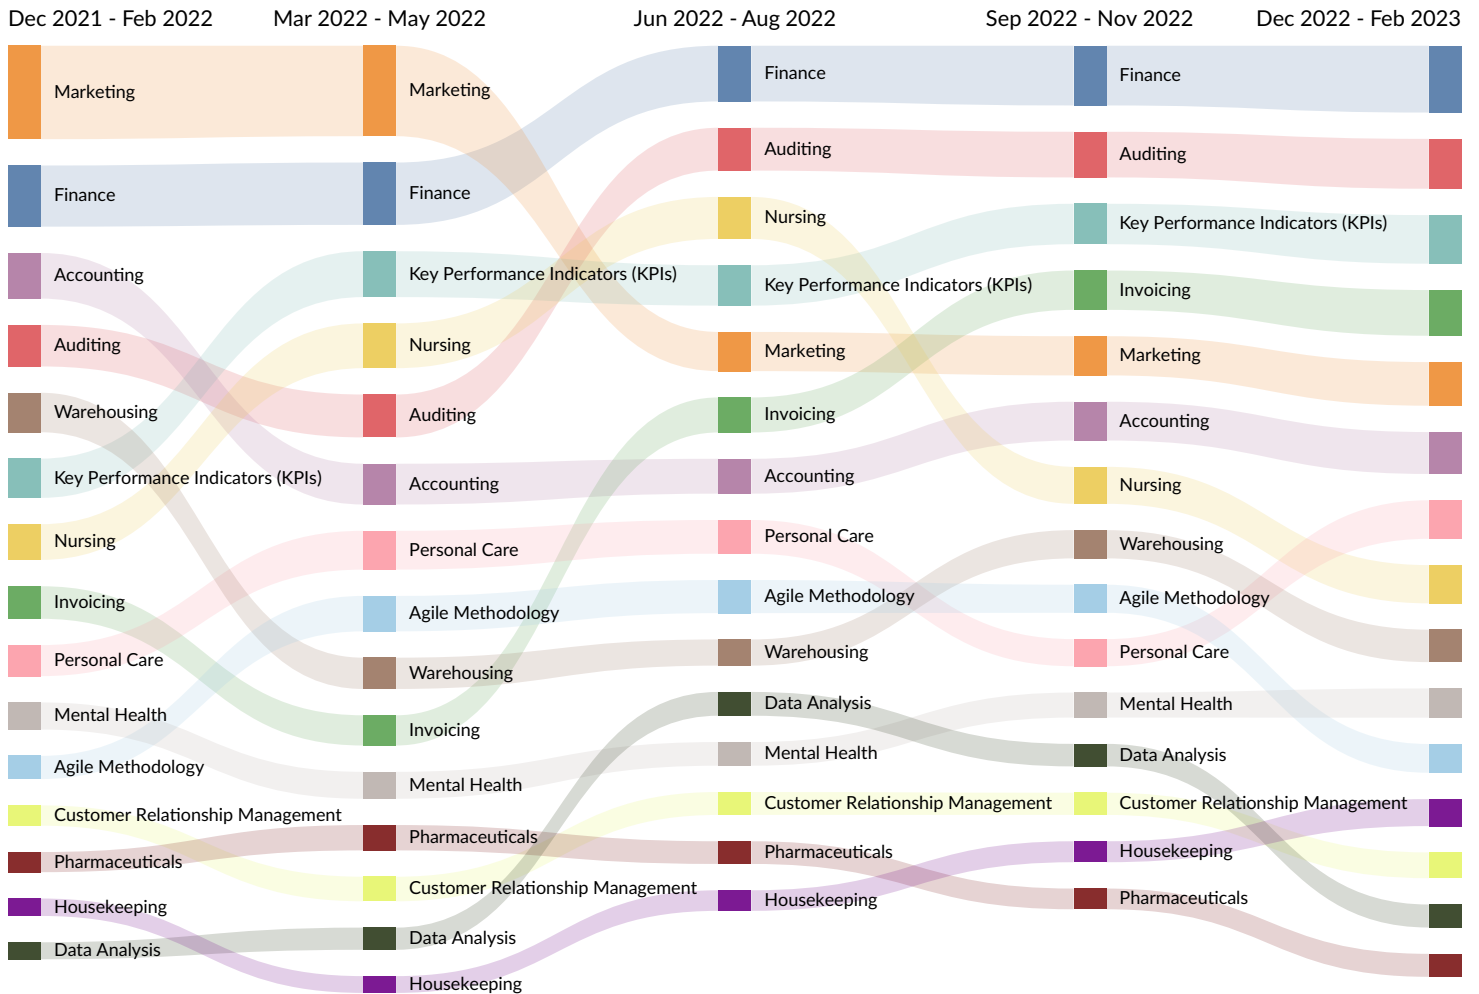 Dec 2021 - Feb 2022
Mar 2022 - May 2022
Jun 2022 - Aug 2022
Sep 2022 - Nov 2022
Dec 2022 - Feb 2023
Marketing
Finance
Accounting
Auditing
Warehousing
Key Performance Indicators (KPIs)
Nursing
Invoicing
Personal Care
Mental Health
Agile Methodology
Customer Relationship Management
Pharmaceuticals
Housekeeping
Data Analysis
Marketing
Finance
Key Performance Indicators (KPIs)
Nursing
Auditing
Accounting
Personal Care
Agile Methodology
Warehousing
Invoicing
Mental Health
Pharmaceuticals
Customer Relationship Management
Data Analysis
Housekeeping
Finance
Auditing
Nursing
Key Performance Indicators (KPIs)
Marketing
Invoicing
Accounting
Personal Care
Agile Methodology
Warehousing
Data Analysis
Mental Health
Customer Relationship Management
Pharmaceuticals
Housekeeping
Finance
Auditing
Key Performance Indicators (KPIs)
Invoicing
Marketing
Accounting
Nursing
Warehousing
Agile Methodology
Personal Care
Mental Health
Data Analysis
Customer Relationship Management
Housekeeping
Pharmaceuticals